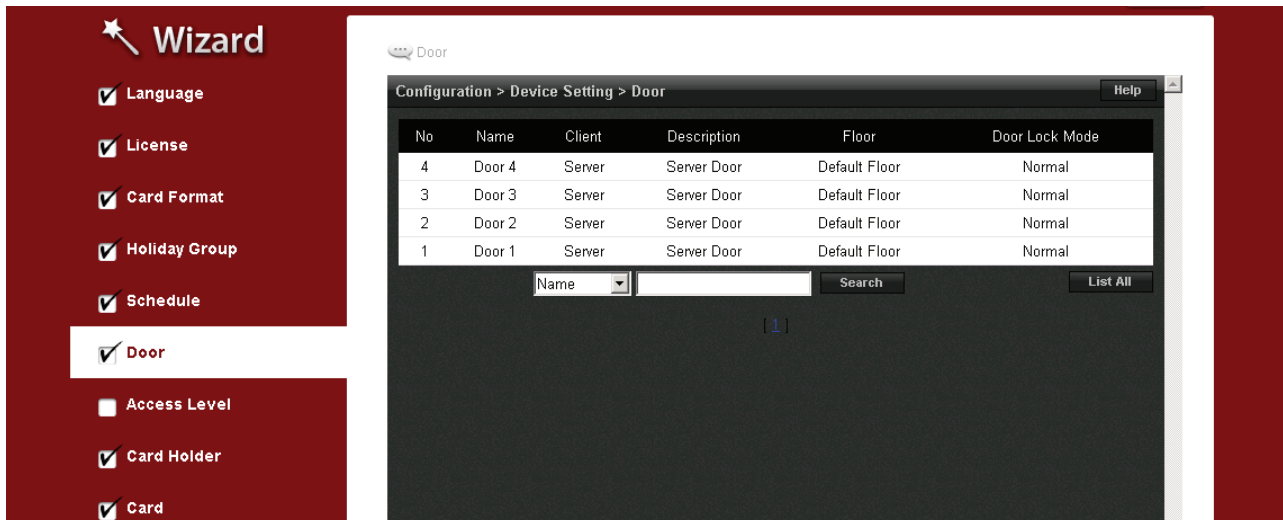 Wizard
Language
License
Card Format
Holiday Group
Schedule
Door
Access Level
Card Holder
Card
Door
Configuration > Device Setting > Door Help
No Name Client Description Floor Door Lock Mode
4 Door 4 Server Server Door Default Floor Normal
3 Door 3 Server Server Door Default Floor Normal
2 Door 2 Server Server Door Default Floor Normal
1 Door 1 Server Server Door Default Floor Normal
Name Search List All
[ 1 ]